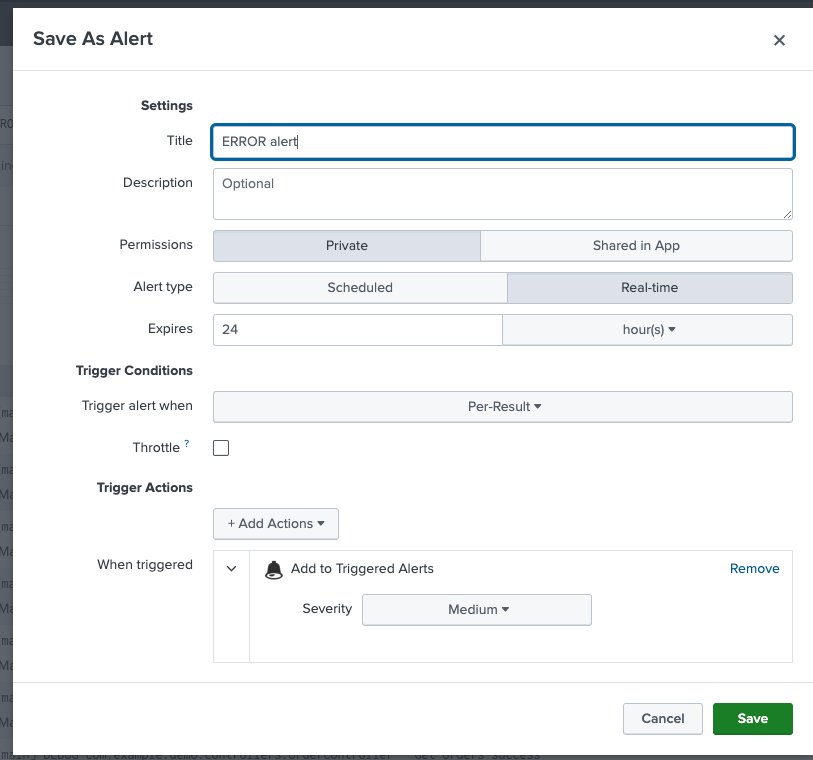 Save As Alert
Settings
Title ERROR alert
Description Optional
Permissions Private Shared in App
Alert type Scheduled Real-time
Expires 24 hour(s)
Trigger Conditions
Trigger alert when Per-Result
Throttle ?
Trigger Actions
+ Add Actions
When triggered Add to Triggered Alerts Remove
Severity Medium
Cancel Save